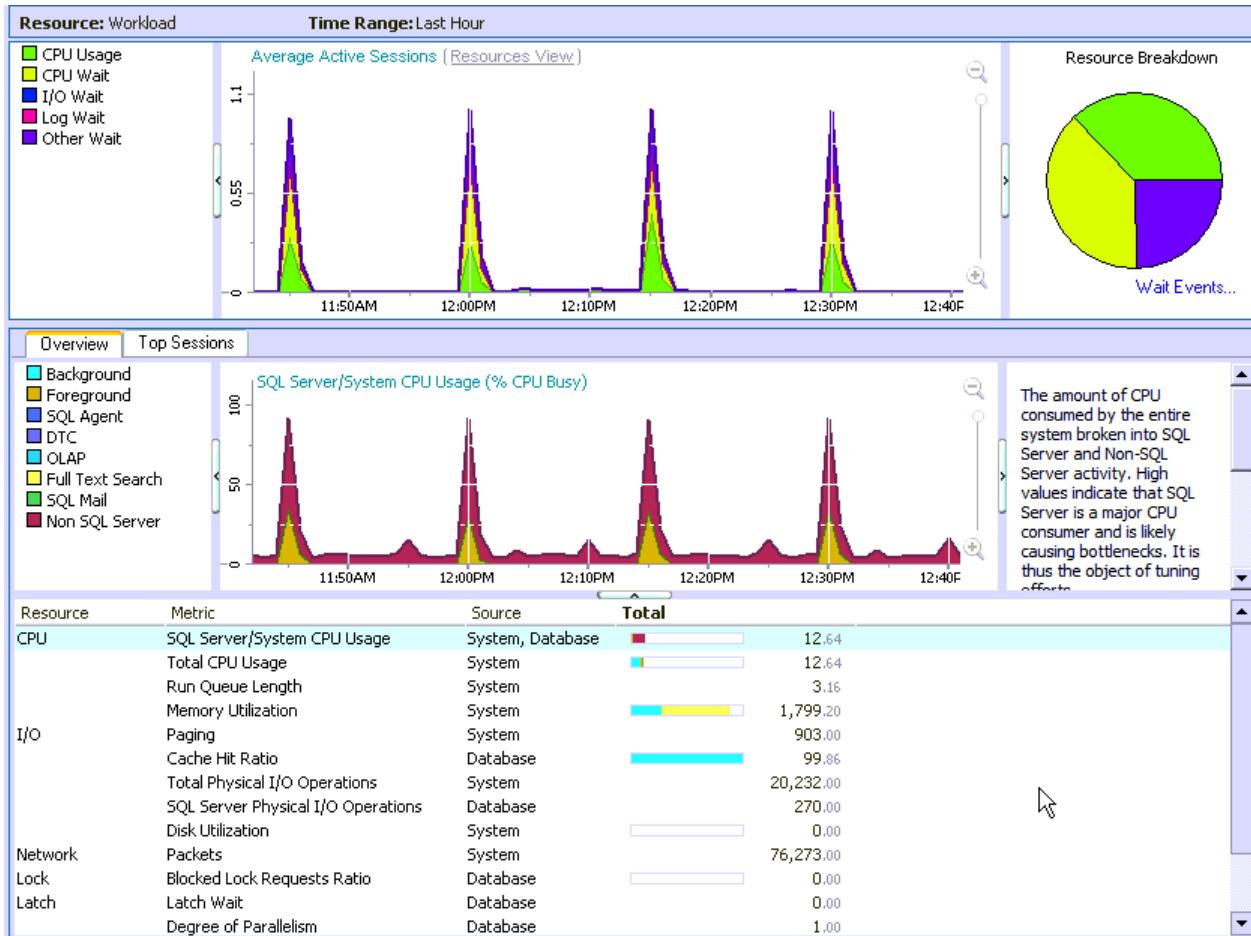 Resource: Workload Time Range: Last Hour
CPU Usage
CPU Wait
I/O Wait
Log Wait
Other Wait
Average Active Sessions (Resources View)
1.1
0.55
0
11:50AM 12:00PM 12:10PM 12:20PM 12:30PM 12:40P
Resource Breakdown
Wait Events...
Overview Top Sessions
Background
Foreground
SQL Agent
DTC
OLAP
Full Text Search
SQL Mail
Non SQL Server
SQL Server/System CPU Usage (% CPU Busy)
100
50
0
11:50AM 12:00PM 12:10PM 12:20PM 12:30PM 12:40P
The amount of CPU
consumed by the entire
system broken into SQL
Server and Non-SQL
Server activity. High
values indicate that SQL
Server is a major CPU
consumer and is likely
causing bottlenecks. It is
thus the object of tuning
efforts
Resource Metric Source Total
CPU SQL Server/System CPU Usage System, Database 12.64
Total CPU Usage System 12.64
Run Queue Length System 3.16
Memory Utilization System 1,799.20
I/O Paging System 903.00
Cache Hit Ratio Database 99.86
Total Physical I/O Operations System 20,232.00
SQL Server Physical I/O Operations Database 270.00
Disk Utilization System 0.00
Network Packets System 76,273.00
Lock Blocked Lock Requests Ratio Database 0.00
Latch Latch Wait Database 0.00
Degree of Parallelism Database 1.00